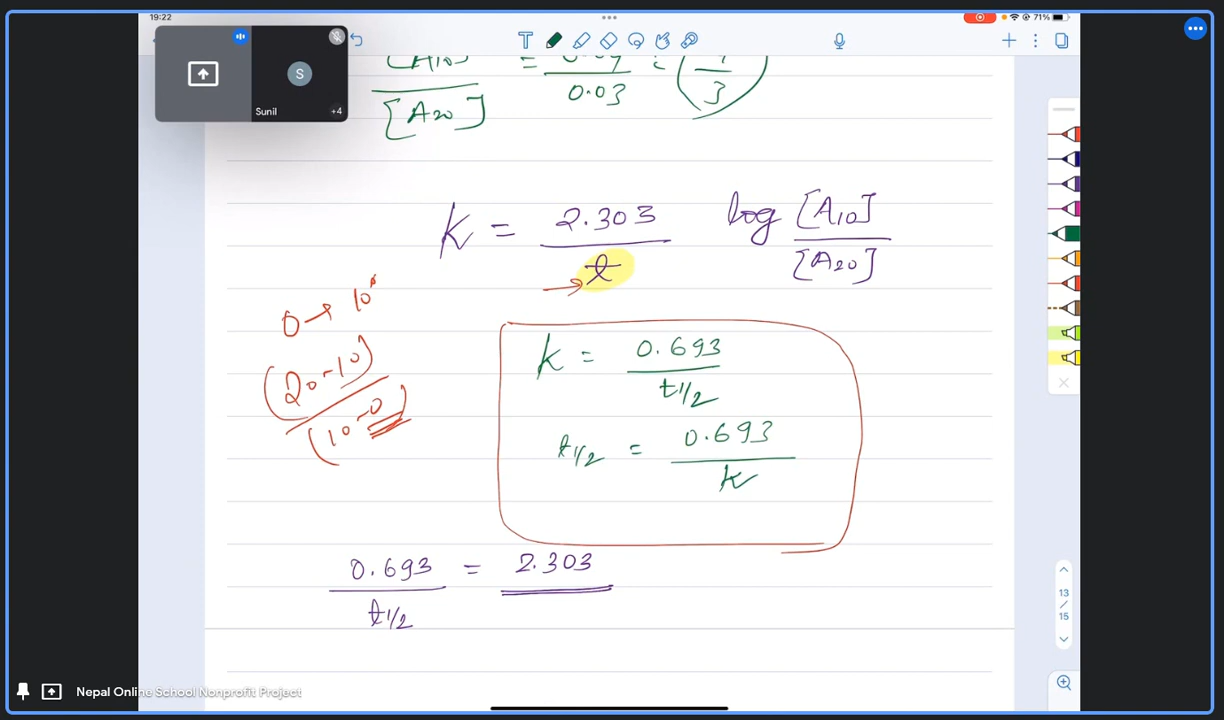 19:22
71%
T
S
Sunil
+4
[A10] / [A20] = / 0.03 = 4/3
K = 2.303 / t log [A10] / [A20]
0 → 10
(20-10) / (10-0)
K = 0.693 / t1/2
t1/2 = 0.693 / K
0.693 / t1/2 = 2.303
13 / 15
Nepal Online School Nonprofit Project